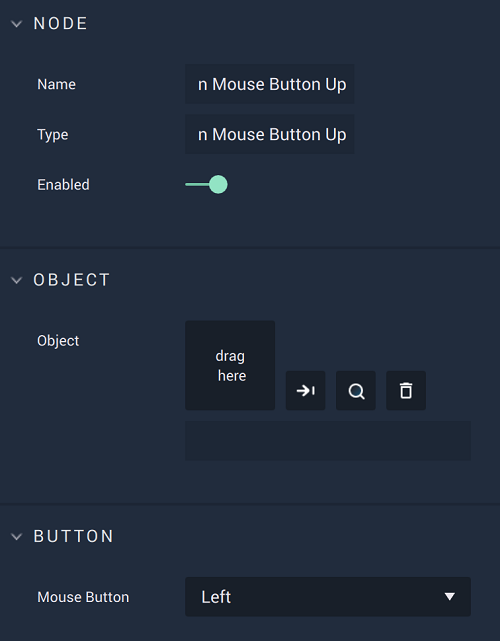 NODE
Name
n Mouse Button Up
Type
n Mouse Button Up
Enabled
OBJECT
Object
drag
here
BUTTON
Mouse Button
Left